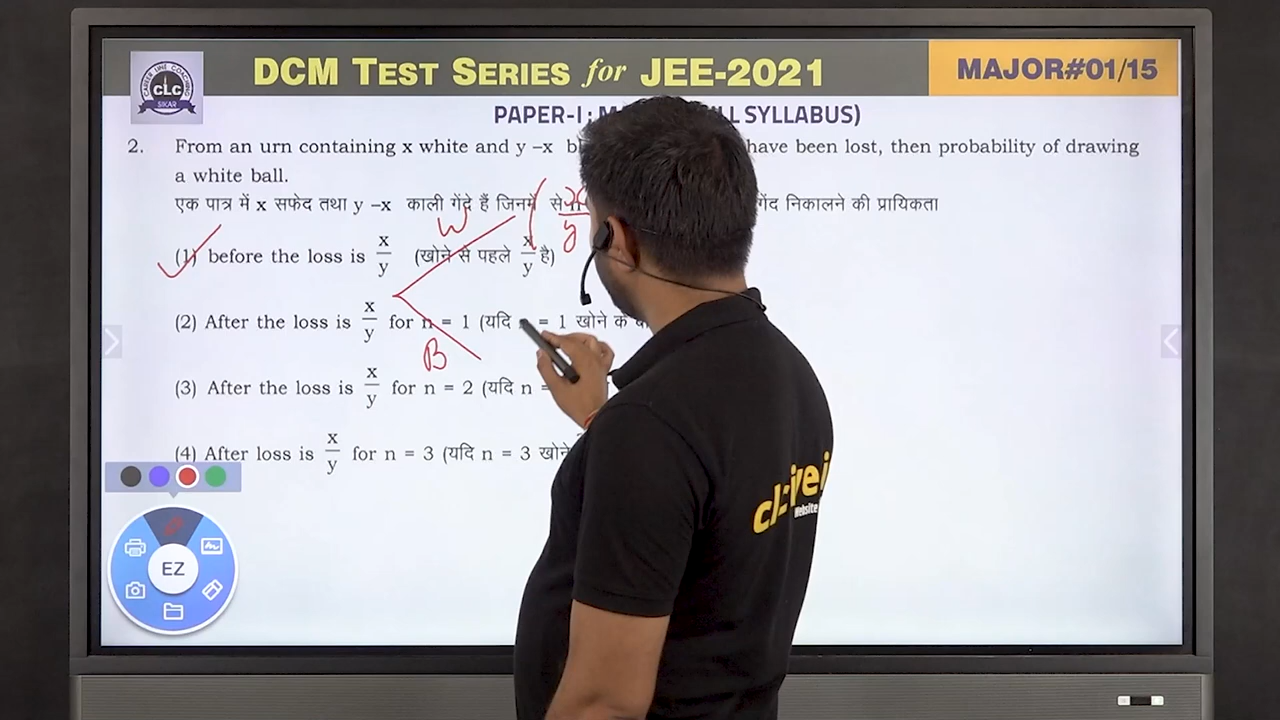 DCM TEST SERIES for JEE-2021
MAJOR#01/15
CAREER LINE COACHING
CLC
SIKAR
PAPER-I : SYLLABUS)
2. From an urn containing x white and y –x have been lost, then probability of drawing
a white ball.
एक पात्र में x सफेद तथा y –x काली गेंदे हैं जिनमें से गेंद निकालने की प्रायिकता
W
x
y
(1) before the loss is x/y (खोने से पहले x/y है)
(2) After the loss is x/y for n = 1 (यदि = 1 खोने के
B
(3) After the loss is x/y for n = 2 (यदि n =
(4) After loss is x/y for n = 3 (यदि n = 3 खोने
EZ
Website